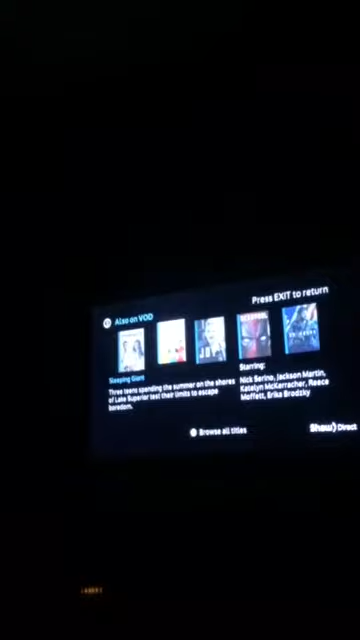 Press EXIT to return
Also on VOD
DEADPOOL
Sleeping Giant
Three teens spending the summer on the shores
of Lake Superior test their limits to escape
boredom.
Starring:
Nick Serino, Jackson Martin,
Katelyn McKerracher, Reece
Moffett, Erika Brodzky
Browse all titles
Shaw) Direct